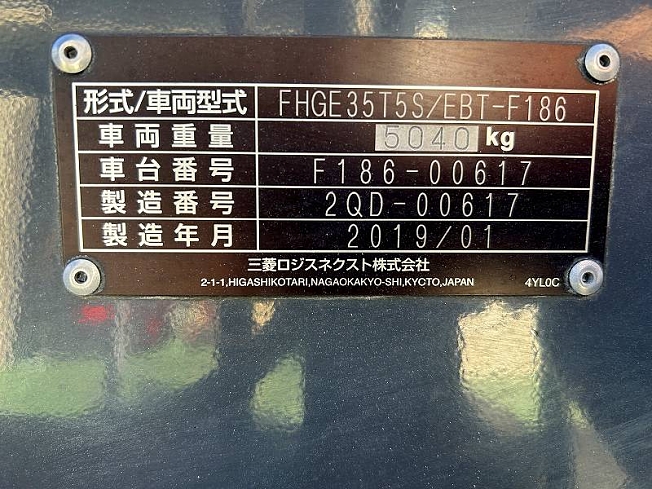 形式/車両型式 FHGE35T5S/EBT-F186
車両重量 5040 kg
車台番号 F186-00617
製造番号 2QD-00617
製造年月 2019/01
三菱ロジスネクスト株式会社
2-1-1,HIGASHIKOTARI,NAGAOKAKYO-SHI,KYOTO,JAPAN 4YL0C